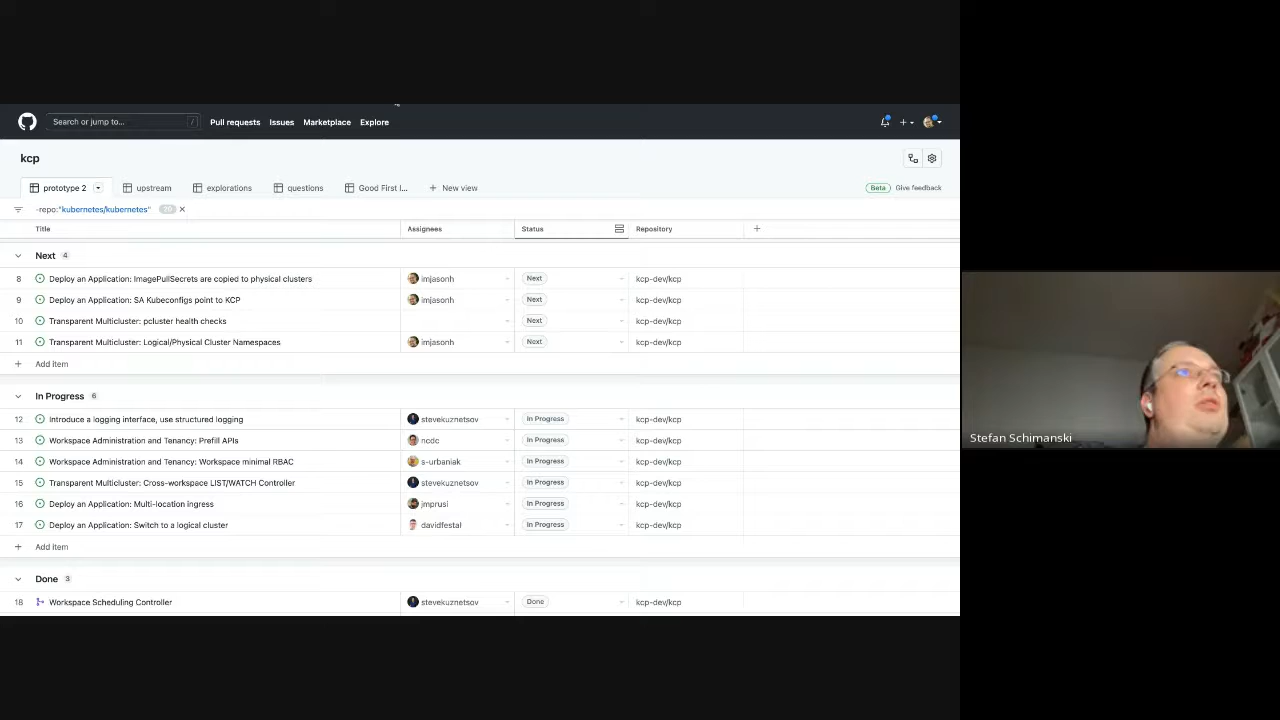 Search or jump to...
/
Pull requests
Issues
Marketplace
Explore
kcp
prototype 2
upstream
explorations
questions
Good First I...
New view
Beta
Give feedback
-repo:"kubernetes/kubernetes"
20
Title
Assignees
Status
Repository
Next 4
8 Deploy an Application: ImagePullSecrets are copied to physical clusters imjasonh Next kcp-dev/kcp
9 Deploy an Application: SA Kubeconfigs point to KCP imjasonh Next kcp-dev/kcp
10 Transparent Multicluster: pcluster health checks Next kcp-dev/kcp
11 Transparent Multicluster: Logical/Physical Cluster Namespaces imjasonh Next kcp-dev/kcp
+ Add item
In Progress 6
12 Introduce a logging interface, use structured logging stevekuznetsov In Progress kcp-dev/kcp
13 Workspace Administration and Tenancy: Prefill APIs ncdc In Progress kcp-dev/kcp
14 Workspace Administration and Tenancy: Workspace minimal RBAC s-urbaniak In Progress kcp-dev/kcp
15 Transparent Multicluster: Cross-workspace LIST/WATCH Controller stevekuznetsov In Progress kcp-dev/kcp
16 Deploy an Application: Multi-location ingress jmprusi In Progress kcp-dev/kcp
17 Deploy an Application: Switch to a logical cluster davidfestal In Progress kcp-dev/kcp
+ Add item
Done 3
18 Workspace Scheduling Controller stevekuznetsov Done kcp-dev/kcp
Stefan Schimanski